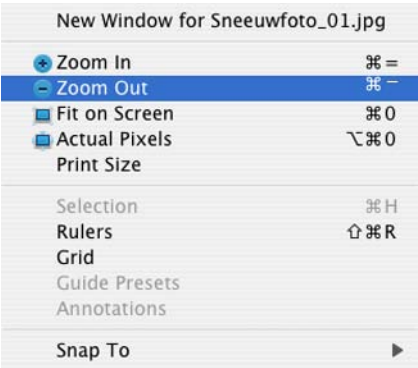 New Window for Sneeuwfoto_01.jpg
Zoom In ⌘=
Zoom Out ⌘−
Fit on Screen ⌘0
Actual Pixels ⌥⌘0
Print Size
Selection ⌘H
Rulers ⇧⌘R
Grid
Guide Presets
Annotations
Snap To ▶